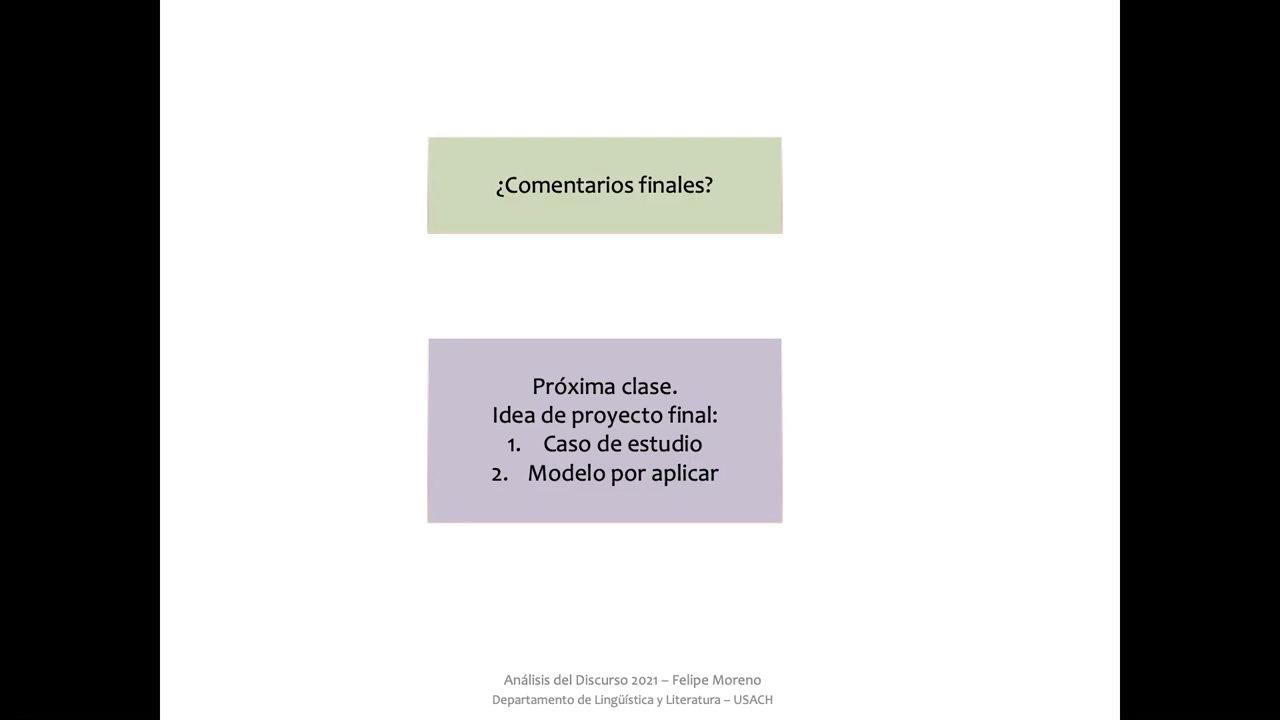 ¿Comentarios finales?
Próxima clase.
Idea de proyecto final:
1. Caso de estudio
2. Modelo por aplicar
Análisis del Discurso 2021 – Felipe Moreno
Departamento de Lingüística y Literatura – USACH